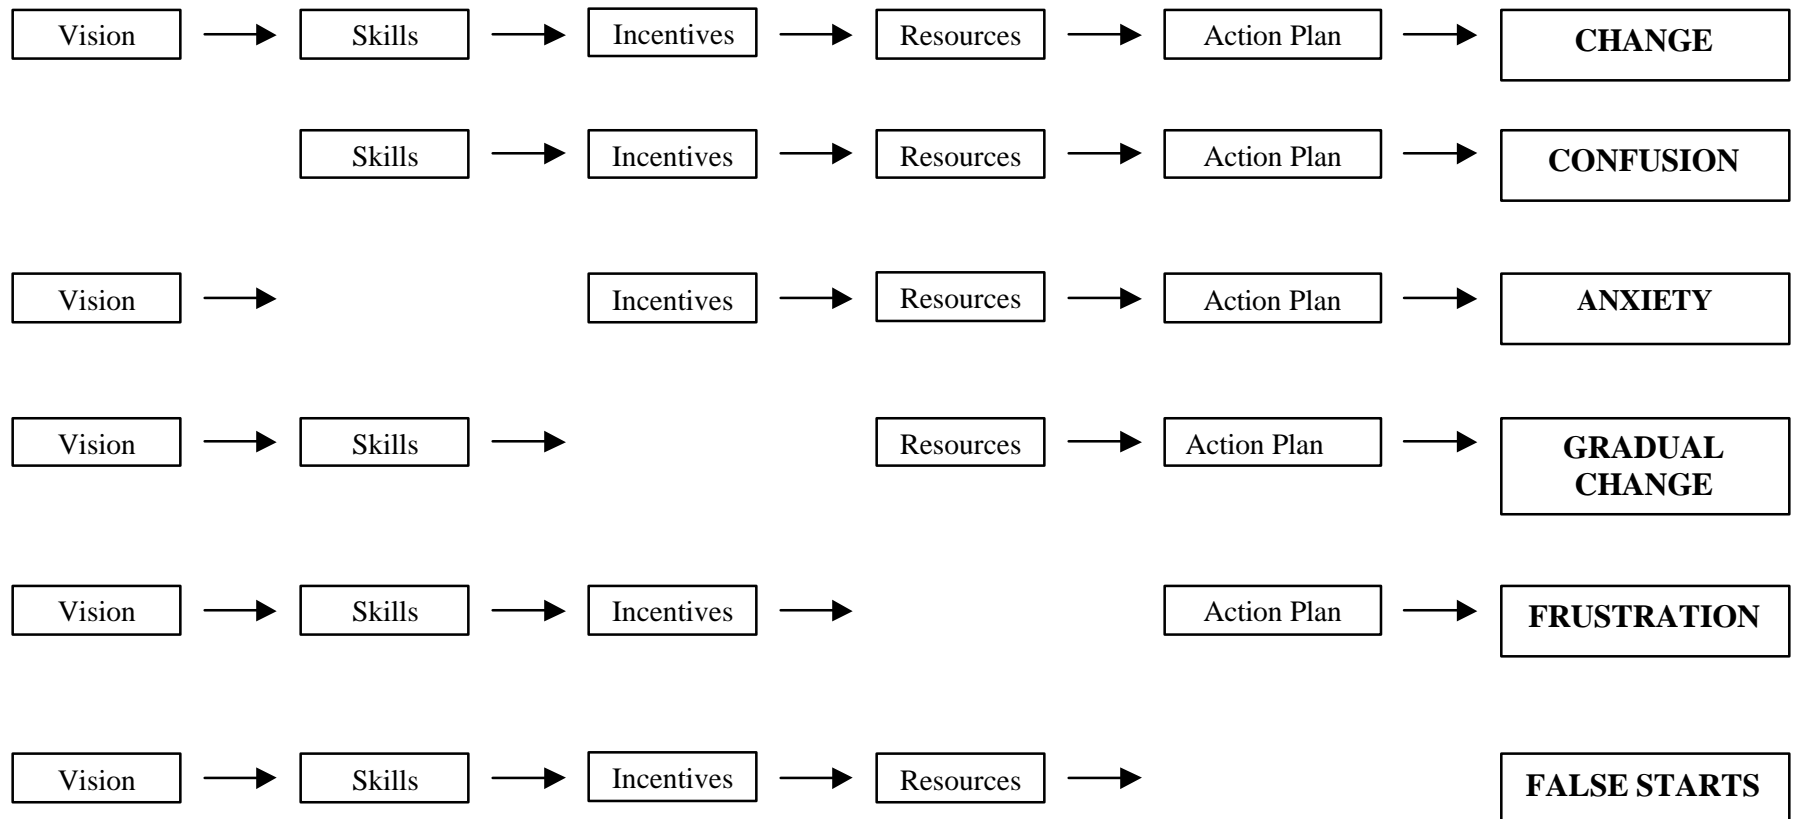 Vision Skills Incentives Resources Action Plan CHANGE
Skills Incentives Resources Action Plan CONFUSION
Vision Incentives Resources Action Plan ANXIETY
Vision Skills Resources Action Plan GRADUAL
CHANGE
Vision Skills Incentives Action Plan FRUSTRATION
Vision Skills Incentives Resources FALSE STARTS